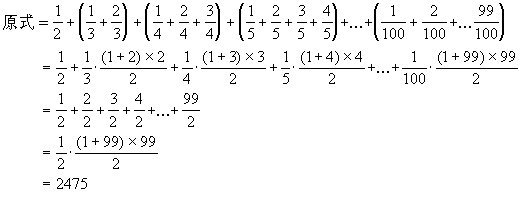 原式 = 1/2 + (1/3 + 2/3) + (1/4 + 2/4 + 3/4) + (1/5 + 2/5 + 3/5 + 4/5) +...+ (1/100 + 2/100 +... 99/100)
= 1/2 + 1/3 · (1+2)×2/2 + 1/4 · (1+3)×3/2 + 1/5 · (1+4)×4/2 +...+ 1/100 · (1+99)×99/2
= 1/2 + 2/2 + 3/2 + 4/2 +...+ 99/2
= 1/2 · (1+99)×99/2
= 2475